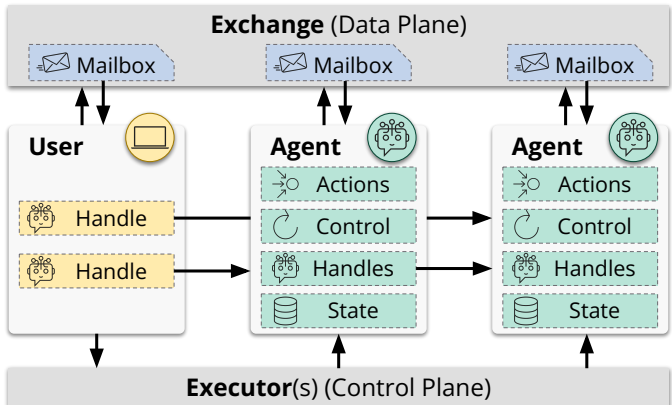 Exchange (Data Plane)
Mailbox
Mailbox
Mailbox
User
Handle
Handle
Agent
Actions
Control
Handles
State
Agent
Actions
Control
Handles
State
Executor(s) (Control Plane)